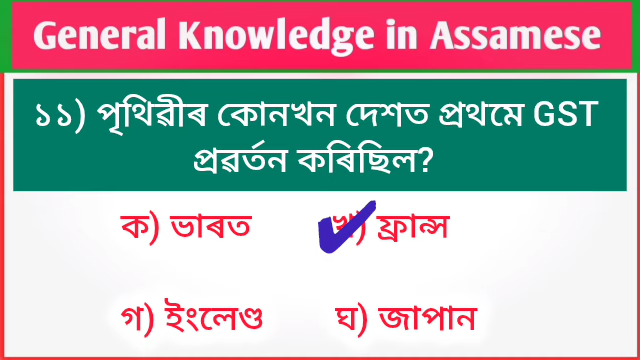 General Knowledge in Assamese
১১) পৃথিৱীৰ কোনখন দেশত প্ৰথমে GST
প্ৰৱৰ্তন কৰিছিল?
ক) ভাৰত খ) ফ্ৰান্স
গ) ইংলেণ্ড ঘ) জাপান